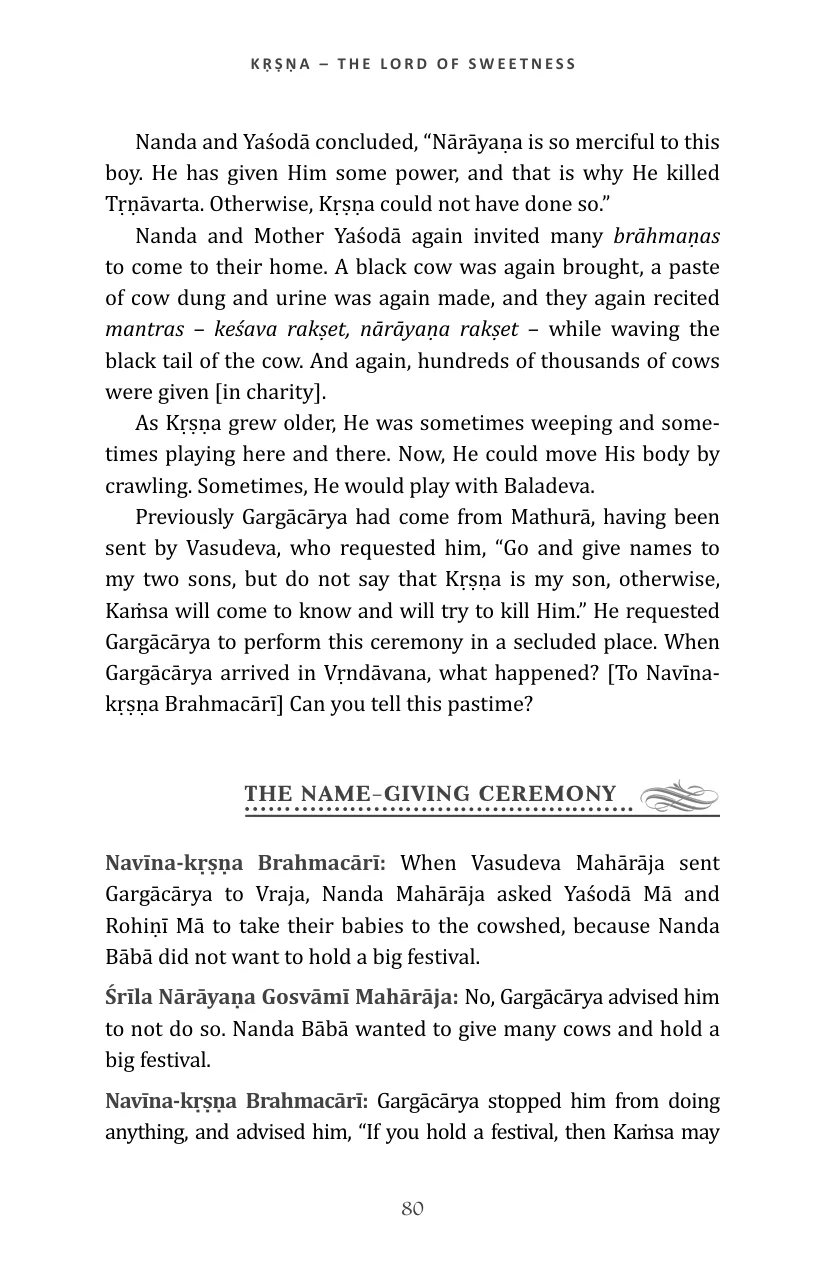 KṚṢṆA – THE LORD OF SWEETNESS
Nanda and Yaśodā concluded, “Nārāyaṇa is so merciful to this
boy. He has given Him some power, and that is why He killed
Tṛṇāvarta. Otherwise, Kṛṣṇa could not have done so.”
Nanda and Mother Yaśodā again invited many brāhmaṇas
to come to their home. A black cow was again brought, a paste
of cow dung and urine was again made, and they again recited
mantras – keśava rakṣet, nārāyaṇa rakṣet – while waving the
black tail of the cow. And again, hundreds of thousands of cows
were given [in charity].
As Kṛṣṇa grew older, He was sometimes weeping and some-
times playing here and there. Now, He could move His body by
crawling. Sometimes, He would play with Baladeva.
Previously Gargācārya had come from Mathurā, having been
sent by Vasudeva, who requested him, “Go and give names to
my two sons, but do not say that Kṛṣṇa is my son, otherwise,
Kaṁsa will come to know and will try to kill Him.” He requested
Gargācārya to perform this ceremony in a secluded place. When
Gargācārya arrived in Vṛndāvana, what happened? [To Navīna-
kṛṣṇa Brahmacārī] Can you tell this pastime?
THE NAME–GIVING CEREMONY
Navīna-kṛṣṇa Brahmacārī: When Vasudeva Mahārāja sent
Gargācārya to Vraja, Nanda Mahārāja asked Yaśodā Mā and
Rohiṇī Mā to take their babies to the cowshed, because Nanda
Bābā did not want to hold a big festival.
Śrīla Nārāyaṇa Gosvāmī Mahārāja: No, Gargācārya advised him
to not do so. Nanda Bābā wanted to give many cows and hold a
big festival.
Navīna-kṛṣṇa Brahmacārī: Gargācārya stopped him from doing
anything, and advised him, “If you hold a festival, then Kaṁsa may
80